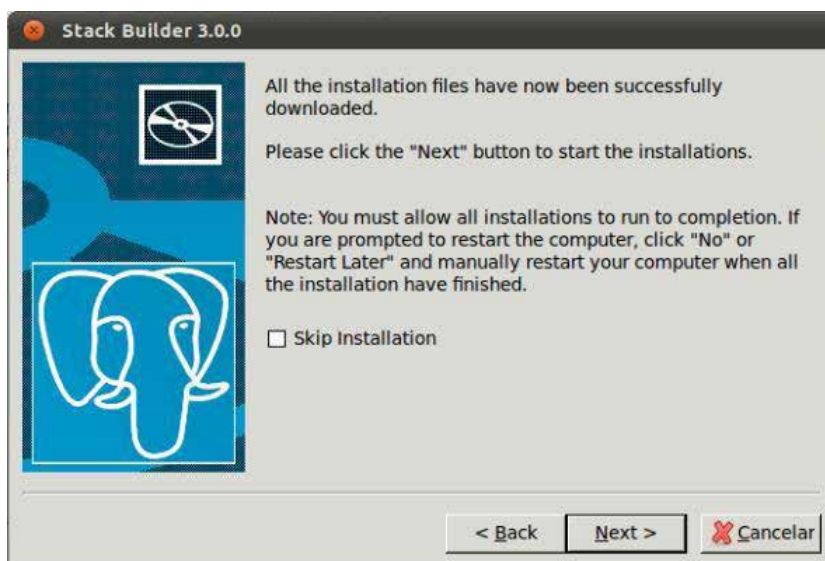 Stack Builder 3.0.0
All the installation files have now been successfully
downloaded.
Please click the "Next" button to start the installations.
Note: You must allow all installations to run to completion. If
you are prompted to restart the computer, click "No" or
"Restart Later" and manually restart your computer when all
the installation have finished.
Skip Installation
< Back
Next >
Cancelar